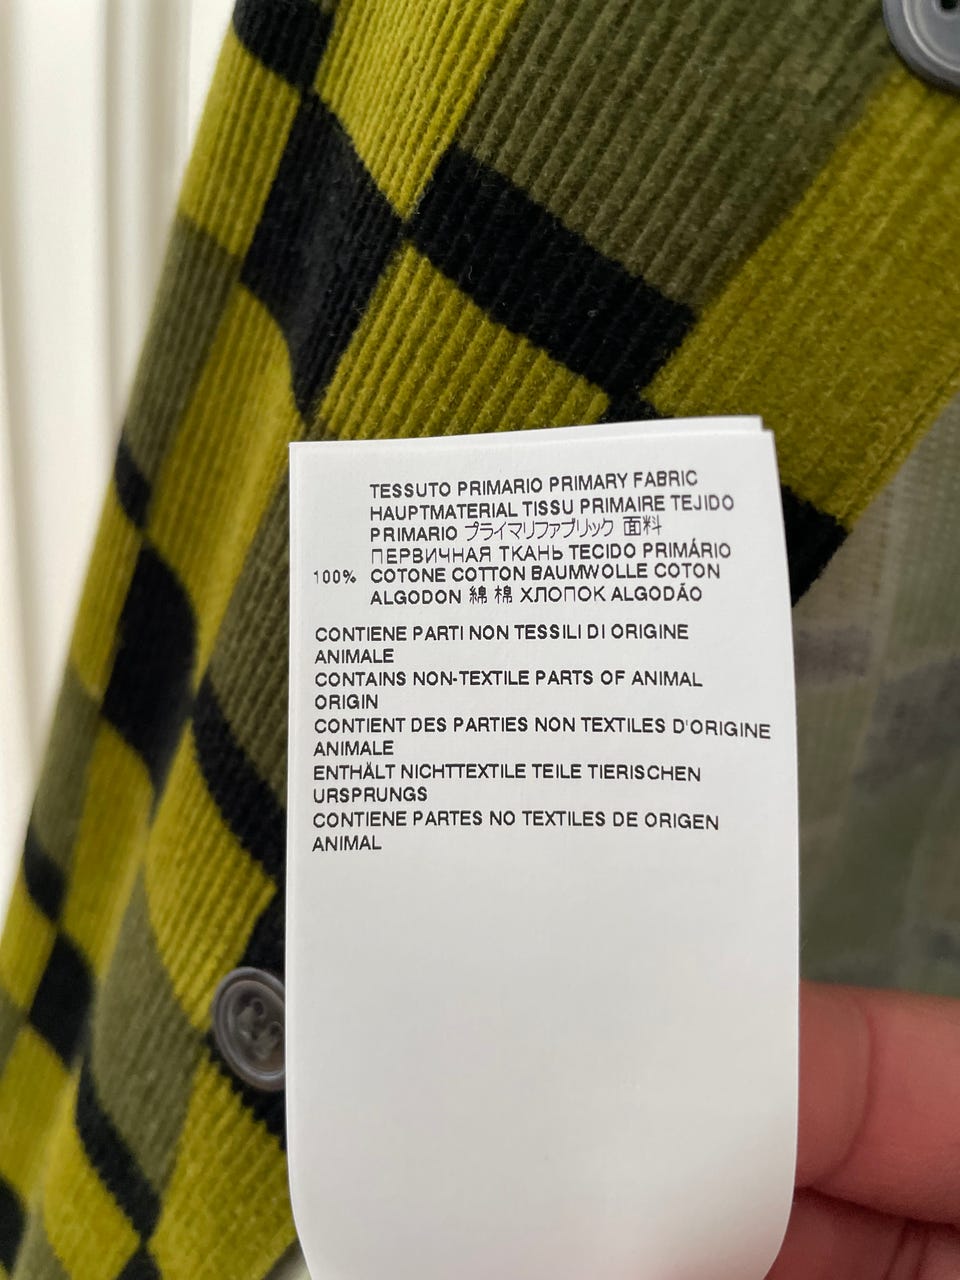 TESSUTO PRIMARIO PRIMARY FABRIC
HAUPTMATERIAL TISSU PRIMAIRE TEJIDO
PRIMARIO プライマリファブリック 面料
ПЕРВИЧНАЯ ТКАНЬ TECIDO PRIMÁRIO
100% COTONE COTTON BAUMWOLLE COTON
ALGODON 綿 棉 ХЛОПОК ALGODÃO
CONTIENE PARTI NON TESSILI DI ORIGINE
ANIMALE
CONTAINS NON-TEXTILE PARTS OF ANIMAL
ORIGIN
CONTIENT DES PARTIES NON TEXTILES D'ORIGINE
ANIMALE
ENTHÄLT NICHTTEXTILE TEILE TIERISCHEN
URSPRUNGS
CONTIENE PARTES NO TEXTILES DE ORIGEN
ANIMAL